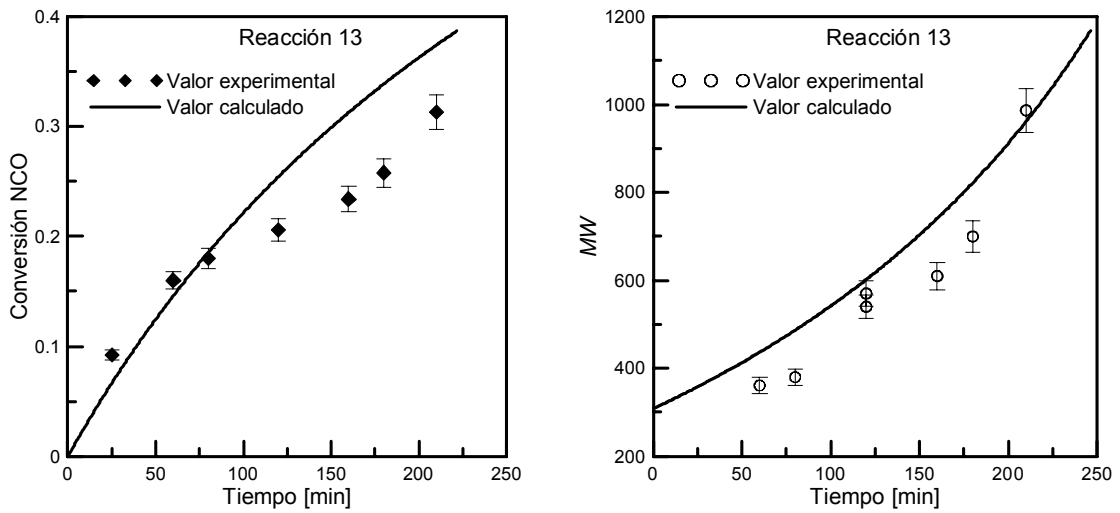 Reacción 13
Valor experimental
Valor calculado
Conversión NCO
0.4
0.3
0.2
0.1
0
0
50
100
150
200
250
Tiempo [min]
Reacción 13
Valor experimental
Valor calculado
MW
1200
1000
800
600
400
200
0
50
100
150
200
250
Tiempo [min]